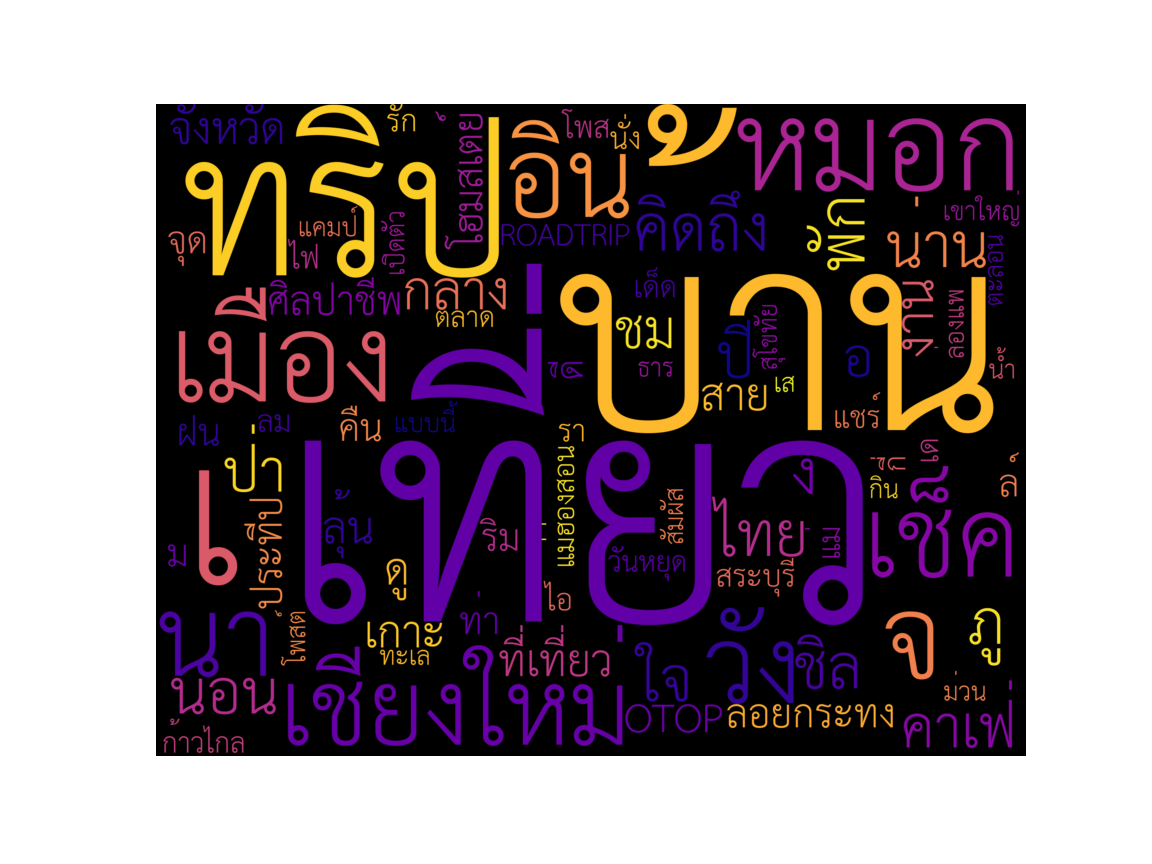 จังหวัด
รัก
โฮมสเตย์
ทริป
อิน
โพส
นั่ง
บ้าน
หมอก
เขาใหญ่
จุด
แคมป์
ไฟ
เปิดตัว
ROADTRIP
คิดถึง
พัก
น่าน
ตะลอน
เมือง
ศิลปาชีพ
กลาง
ตลาด
เด็ด
ชม
ธาร
ปี
สุโขทัย
อ
งาน
ล่องแพ
น้ำ
เที่ยว
สาย
เส
แชร์
ฝน
ลม
คืน
แบบนี้
รา
เ
ป่า
ประทีป
ลุ้น
ริม
แม่ฮ่องสอน
สัมผัส
ง
ไทย
แม
กิน
เด
ล์
เช็ค
ม
ดู
วันหยุด
สระบุรี
ไอ
นา
โพสต์
เกาะ
ทะเล
ท่า
ที่เที่ยว
ใจ
วัง
ชิล
จ
ภู
นอน
เชียงใหม่
OTOP
ลอยกระทง
ม่วน
คาเฟ่
ก้าวไกล